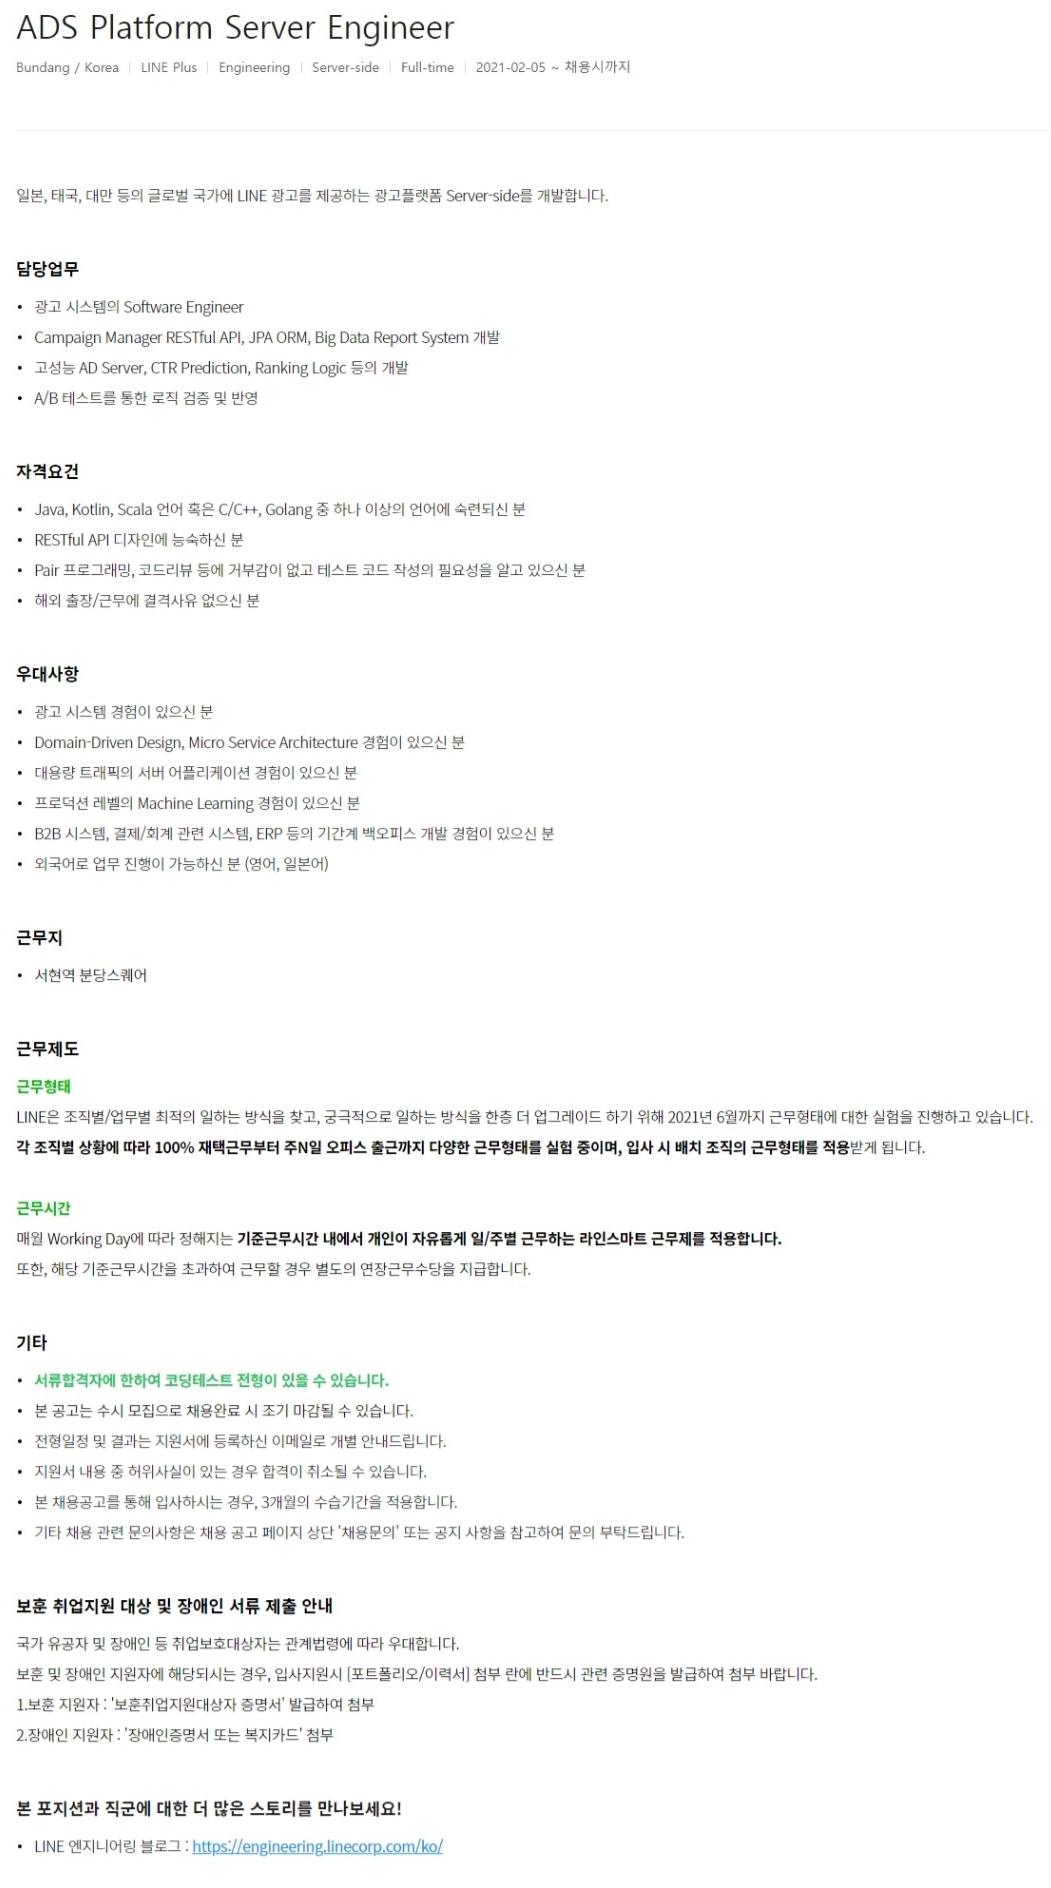 ADS Platform Server Engineer
Bundang / Korea | LINE Plus | Engineering | Server-side | Full-time | 2021-02-05 ~ 채용시까지
일본, 태국, 대만 등의 글로벌 국가에 LINE 광고를 제공하는 광고플랫폼 Server-side를 개발합니다.
담당업무
• 광고 시스템의 Software Engineer
• Campaign Manager RESTful API, JPA ORM, Big Data Report System 개발
• 고성능 AD Server, CTR Prediction, Ranking Logic 등의 개발
• A/B 테스트를 통한 로직 검증 및 반영
자격요건
• Java, Kotlin, Scala 언어 혹은 C/C++, Golang 중 하나 이상의 언어에 숙련되신 분
• RESTful API 디자인에 능숙하신 분
• Pair 프로그래밍, 코드리뷰 등에 거부감이 없고 테스트 코드 작성의 필요성을 알고 있으신 분
• 해외 출장/근무에 결격사유 없으신 분
우대사항
• 광고 시스템 경험이 있으신 분
• Domain-Driven Design, Micro Service Architecture 경험이 있으신 분
• 대용량 트래픽의 서버 어플리케이션 경험이 있으신 분
• 프로덕션 레벨의 Machine Learning 경험이 있으신 분
• B2B 시스템, 결제/회계 관련 시스템, ERP 등의 기간계 백오피스 개발 경험이 있으신 분
• 외국어로 업무 진행이 가능하신 분 (영어, 일본어)
근무지
• 서현역 분당스퀘어
근무제도
근무형태
LINE은 조직별/업무별 최적의 일하는 방식을 찾고, 궁극적으로 일하는 방식을 한층 더 업그레이드 하기 위해 2021년 6월까지 근무형태에 대한 실험을 진행하고 있습니다.
각 조직별 상황에 따라 100% 재택근무부터 주N일 오피스 출근까지 다양한 근무형태를 실험 중이며, 입사 시 배치 조직의 근무형태를 적용받게 됩니다.
근무시간
매월 Working Day에 따라 정해지는 기준근무시간 내에서 개인이 자유롭게 일/주별 근무하는 라인스마트 근무제를 적용합니다.
또한, 해당 기준근무시간을 초과하여 근무할 경우 별도의 연장근무수당을 지급합니다.
기타
• 서류합격자에 한하여 코딩테스트 전형이 있을 수 있습니다.
• 본 공고는 수시 모집으로 채용완료 시 조기 마감될 수 있습니다.
• 전형일정 및 결과는 지원서에 등록하신 이메일로 개별 안내드립니다.
• 지원서 내용 중 허위사실이 있는 경우 합격이 취소될 수 있습니다.
• 본 채용공고를 통해 입사하시는 경우, 3개월의 수습기간을 적용합니다.
• 기타 채용 관련 문의사항은 채용 공고 페이지 상단 '채용문의' 또는 공지 사항을 참고하여 문의 부탁드립니다.
보훈 취업지원 대상 및 장애인 서류 제출 안내
국가 유공자 및 장애인 등 취업보호대상자는 관계법령에 따라 우대합니다.
보훈 및 장애인 지원자에 해당되시는 경우, 입사지원시 [포트폴리오/이력서] 첨부 란에 반드시 관련 증명원을 발급하여 첨부 바랍니다.
1.보훈 지원자 : '보훈취업지원대상자 증명서' 발급하여 첨부
2.장애인 지원자 : '장애인증명서 또는 복지카드' 첨부
본 포지션과 직군에 대한 더 많은 스토리를 만나보세요!
• LINE 엔지니어링 블로그 : https://engineering.linecorp.com/ko/